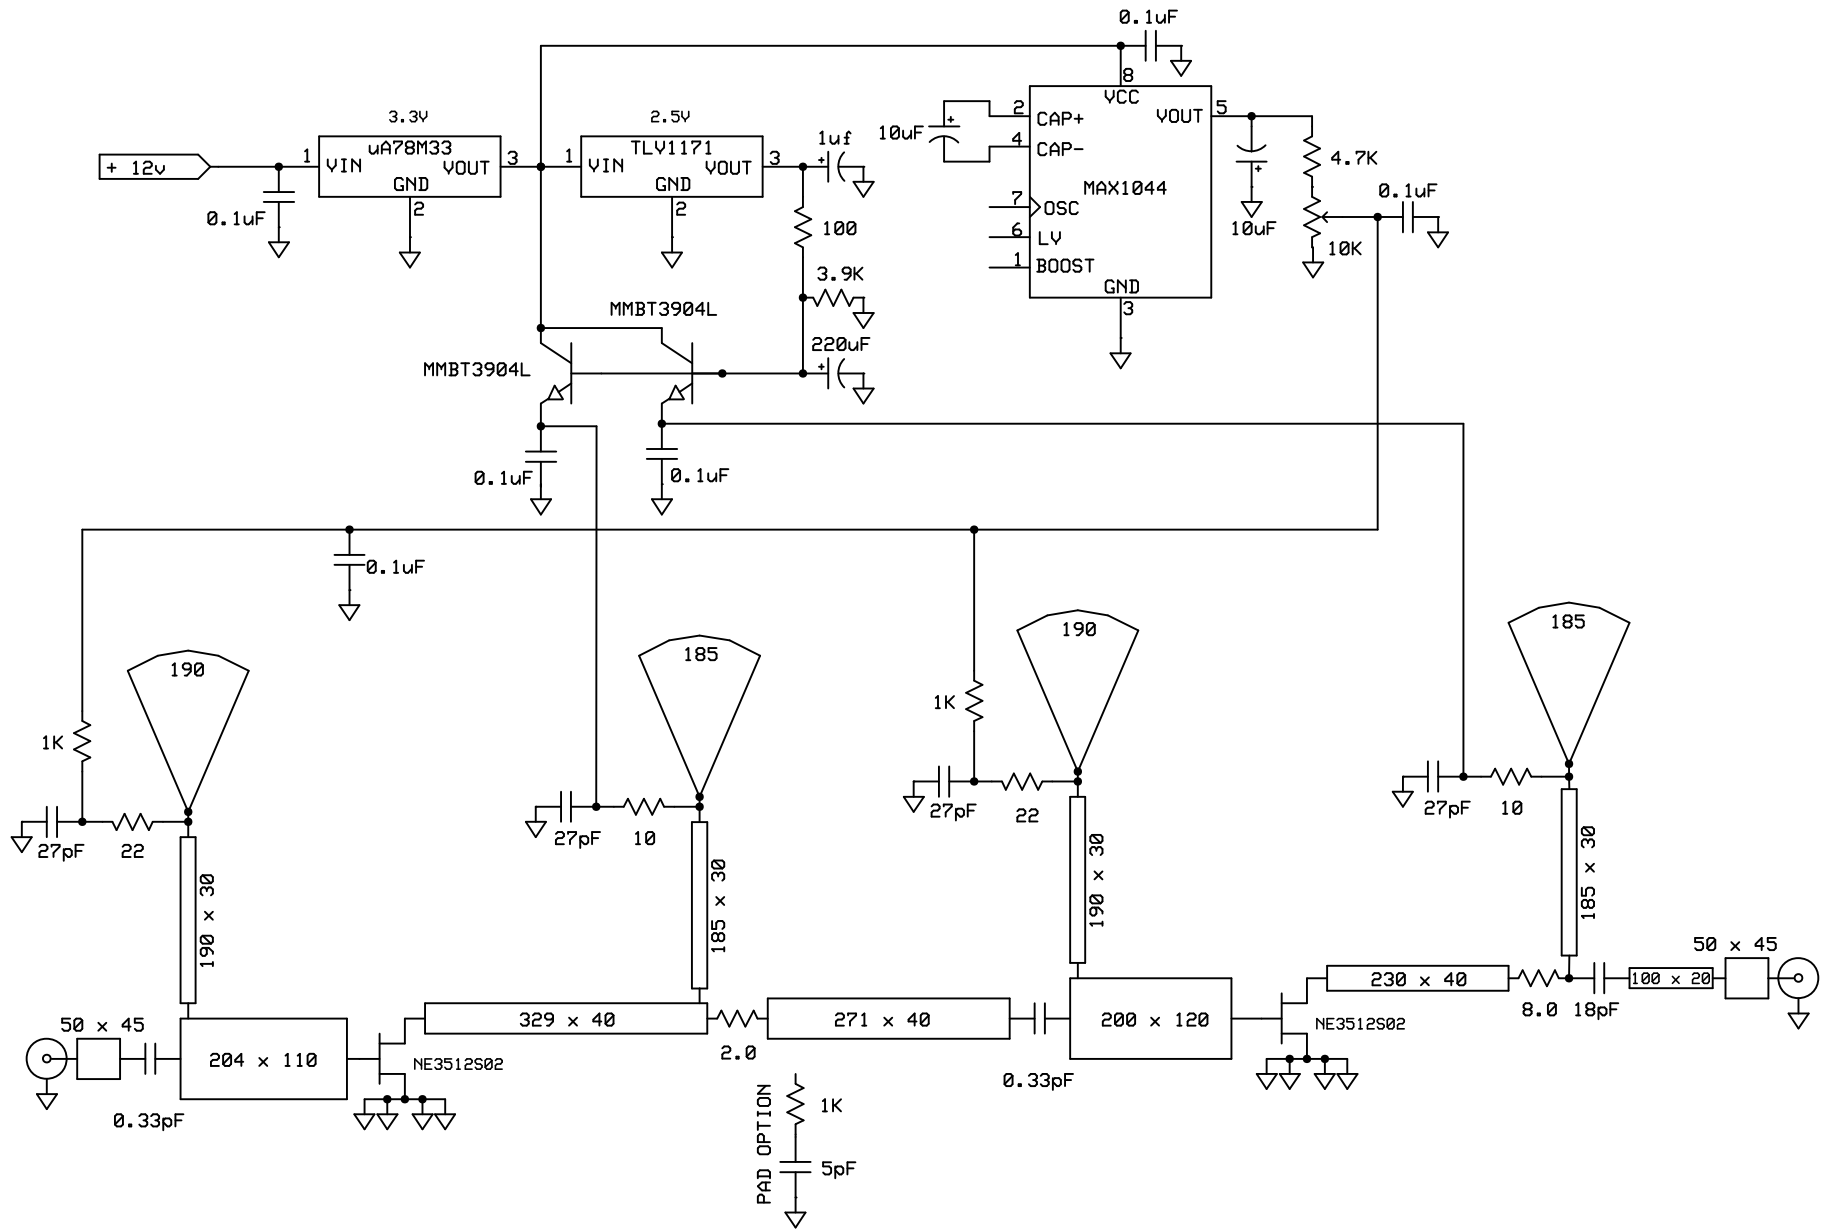 0.1uF
8
VCC
2
CAP+
VOUT
5
10uF
4
CAP-
MAX1044
7
OSC
6
LV
1
BOOST
GND
3
10uF
4.7K
0.1uF
10K
3.3V
2.5V
+ 12v
1
uA78M33
VIN
VOUT
3
GND
2
0.1uF
1
TLV1171
VIN
VOUT
3
GND
2
1uf
100
3.9K
MMBT3904L
220uF
MMBT3904L
0.1uF
0.1uF
0.1uF
190
185
190
185
1K
27pF
22
190 x 30
27pF
10
185 x 30
1K
27pF
22
190 x 30
27pF
10
185 x 30
50 x 45
204 x 110
0.33pF
NE3512S02
329 x 40
2.0
271 x 40
0.33pF
200 x 120
NE3512S02
230 x 40
8.0
18pF
100 x 20
50 x 45
PAD OPTION
1K
5pF